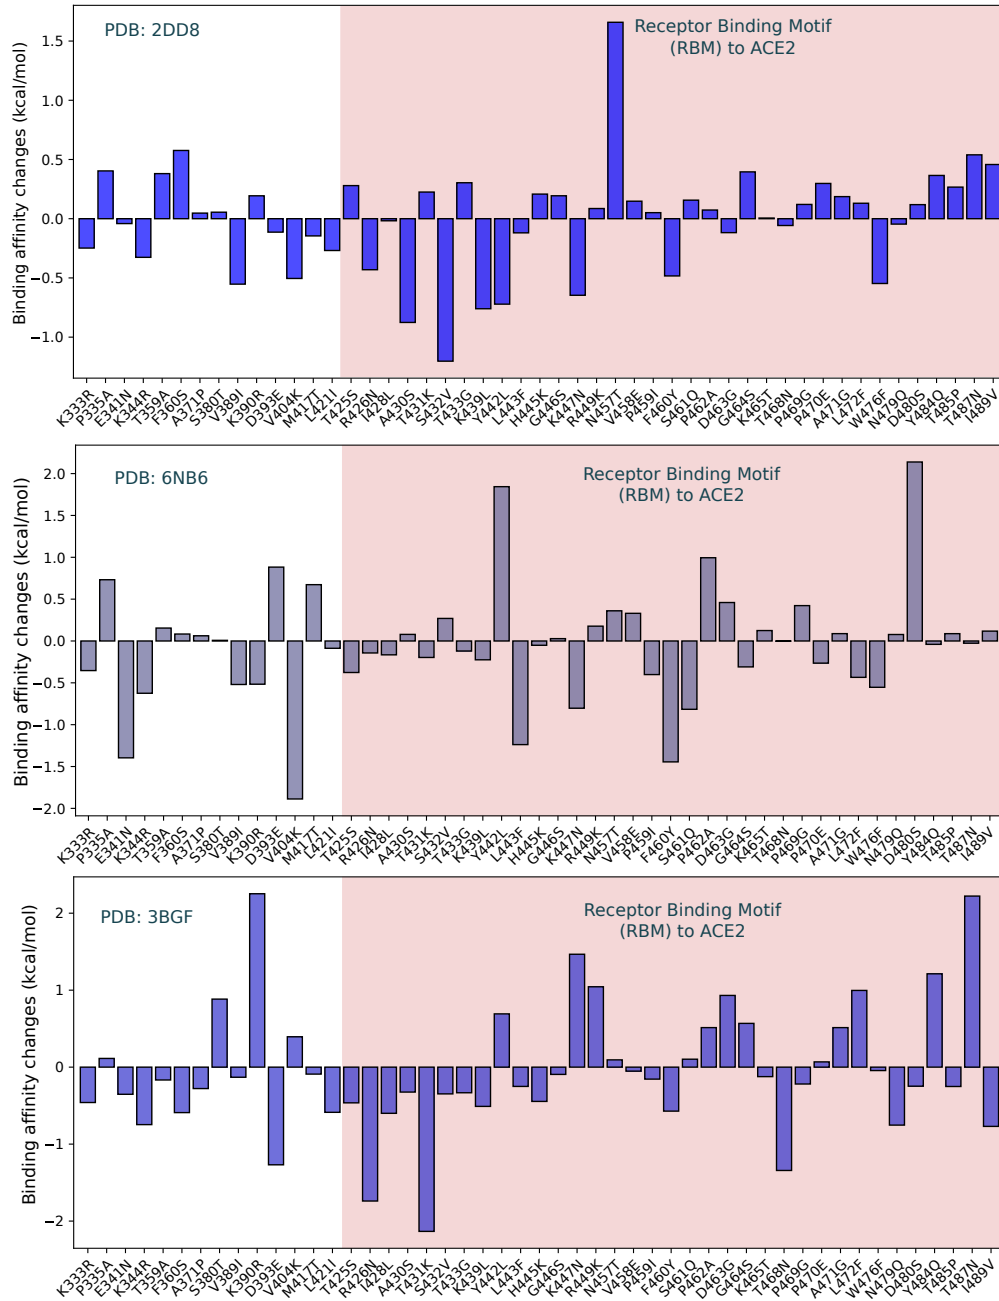 Binding affinity changes (kcal/mol)
PDB: 2DD8
Receptor Binding Motif
(RBM) to ACE2
1.5
1.0
0.5
0.0
−0.5
−1.0
K333R P335A E341N K344R T359A F360S A371P S380T V389I K390R D393E V404K M417T L421I T425S R426N I428L A430S T431K S432V T433G K439L Y442L L443F H445K G446S K447N R449K N457T V458E P459I F460Y S461Q P462A D463G G464S K465T T468N P469G P470E A471G L472F W476F N479Q D480S Y484Q T485P T487N I489V
Binding affinity changes (kcal/mol)
PDB: 6NB6
Receptor Binding Motif
(RBM) to ACE2
2.0
1.5
1.0
0.5
0.0
−0.5
−1.0
−1.5
−2.0
K333R P335A E341N K344R T359A F360S A371P S380T V389I K390R D393E V404K M417T L421I T425S R426N I428L A430S T431K S432V T433G K439L Y442L L443F H445K G446S K447N R449K N457T V458E P459I F460Y S461Q P462A D463G G464S K465T T468N P469G P470E A471G L472F W476F N479Q D480S Y484Q T485P T487N I489V
Binding affinity changes (kcal/mol)
PDB: 3BGF
Receptor Binding Motif
(RBM) to ACE2
2
1
0
−1
−2
K333R P335A E341N K344R T359A F360S A371P S380T V389I K390R D393E V404K M417T L421I T425S R426N I428L A430S T431K S432V T433G K439L Y442L L443F H445K G446S K447N R449K N457T V458E P459I F460Y S461Q P462A D463G G464S K465T T468N P469G P470E A471G L472F W476F N479Q D480S Y484Q T485P T487N I489V